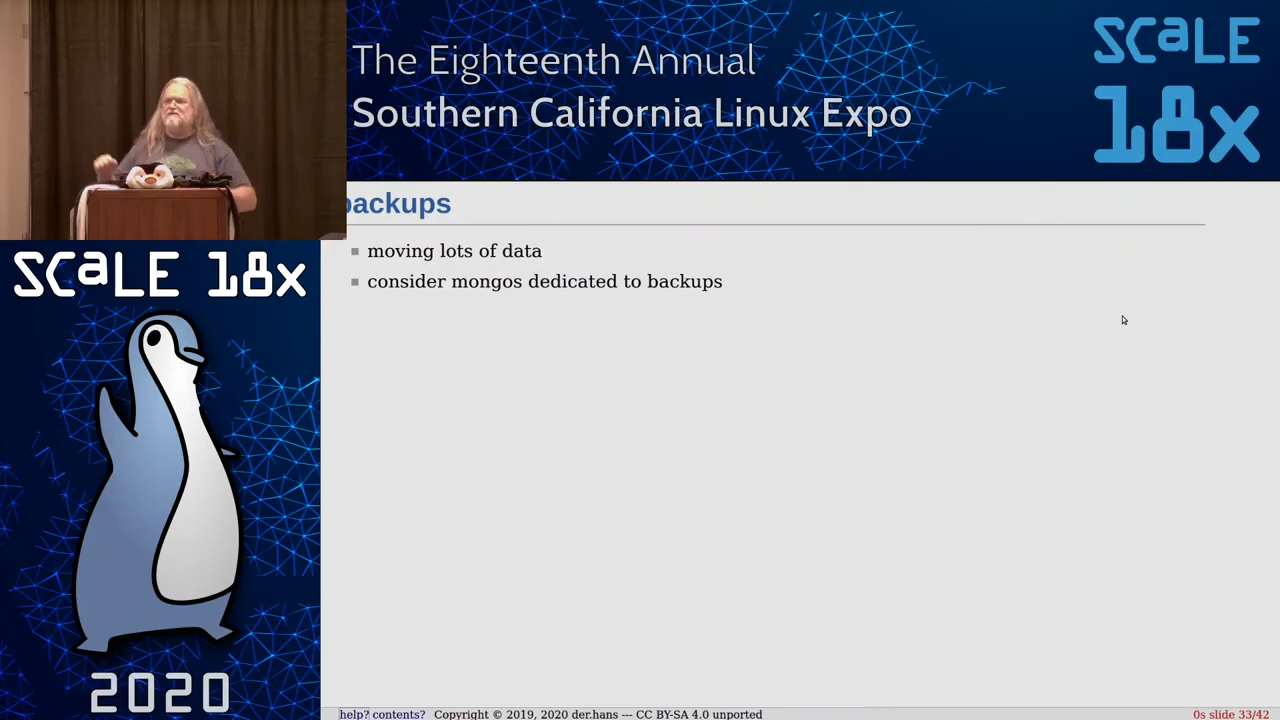 The Eighteenth Annual
Southern California Linux Expo
SCaLE
18x
backups
moving lots of data
consider mongos dedicated to backups
SCaLE 18x
2020
help? contents? Copyright © 2019, 2020 der.hans --- CC BY-SA 4.0 unported
0s slide 33/42